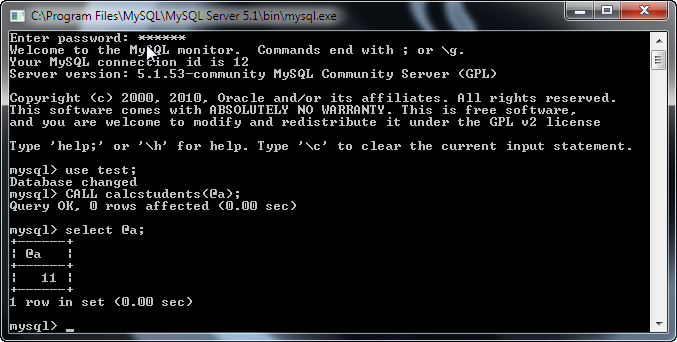 C:\Program Files\MySQL\MySQL Server 5.1\bin\mysql.exe
Enter password: ******
Welcome to the MySQL monitor.  Commands end with ; or \g.
Your MySQL connection id is 12
Server version: 5.1.53-community MySQL Community Server (GPL)
Copyright (c) 2000, 2010, Oracle and/or its affiliates. All rights reserved.
This software comes with ABSOLUTELY NO WARRANTY. This is free software,
and you are welcome to modify and redistribute it under the GPL v2 license
Type 'help;' or '\h' for help. Type '\c' to clear the current input statement.
mysql> use test;
Database changed
mysql> CALL calcstudents(@a);
Query OK, 0 rows affected (0.00 sec)
mysql> select @a;
+------+
| @a   |
+------+
|   11 |
+------+
1 row in set (0.00 sec)
mysql> _